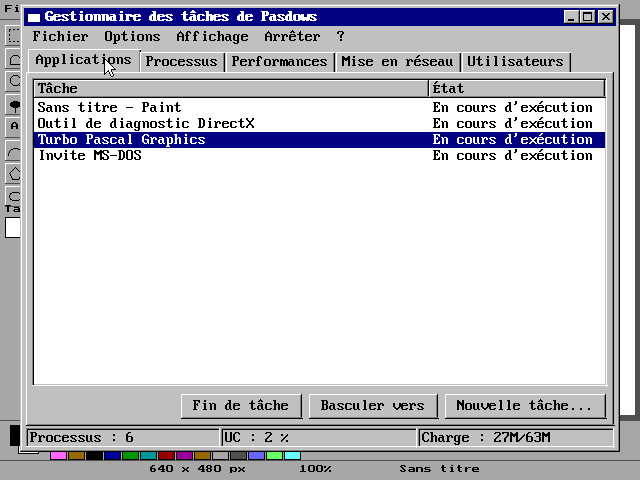 Fi
Gestionnaire des tâches de Pasdows
Fichier Options Affichage Arrêter ?
Applications Processus Performances Mise en réseau Utilisateurs
Tâche État
Sans titre - Paint En cours d'exécution
Outil de diagnostic DirectX En cours d'exécution
Turbo Pascal Graphics En cours d'exécution
Invite MS-DOS En cours d'exécution
A
Ta
Fin de tâche Basculer vers Nouvelle tâche...
Processus : 6 UC : 2 % Charge : 27M/63M
640 x 480 px 100% Sans titre